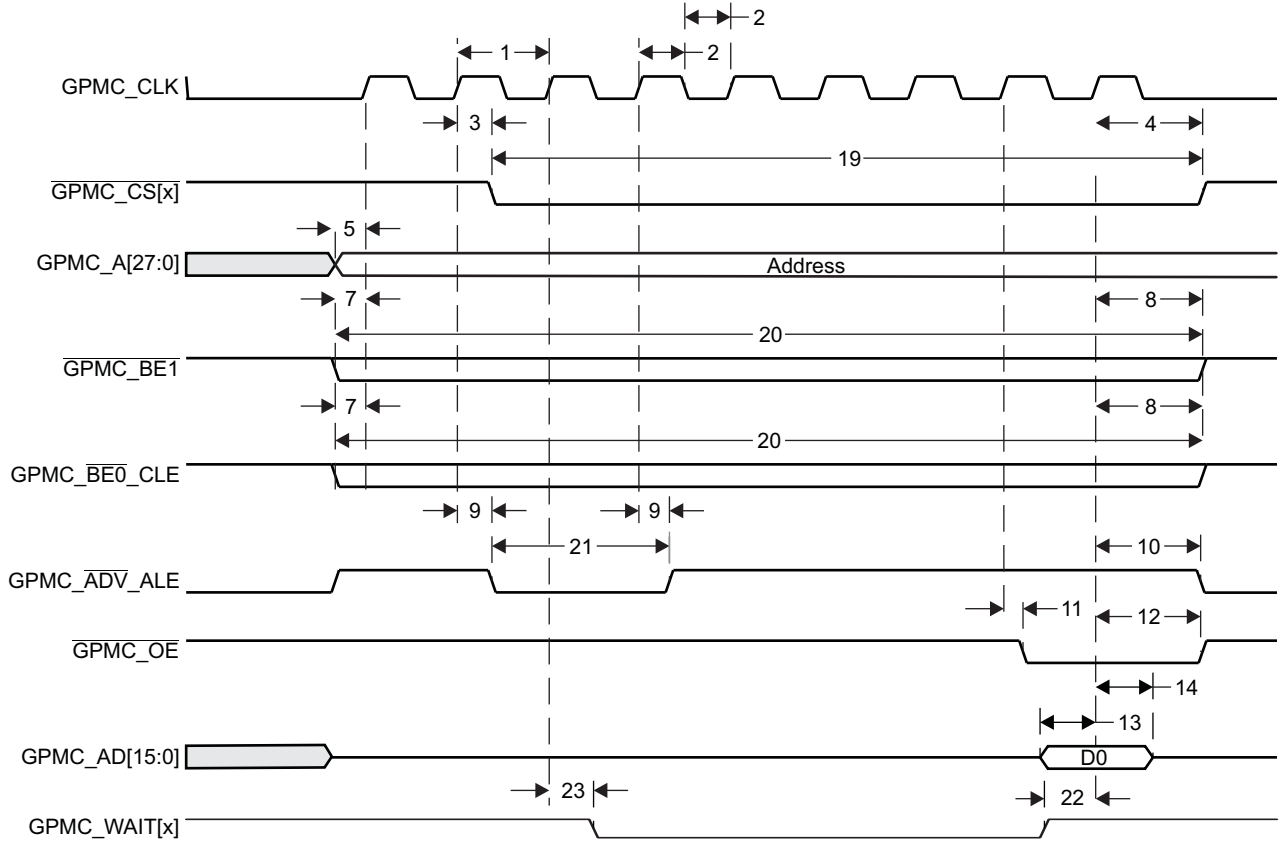 2
1
2
GPMC_CLK
3
4
19
GPMC_CS[x]
5
GPMC_A[27:0]
Address
7
8
20
GPMC_BE1
7
8
20
GPMC_BE0_CLE
9
9
21
10
GPMC_ADV_ALE
11
12
GPMC_OE
14
13
GPMC_AD[15:0]
D0
23
22
GPMC_WAIT[x]